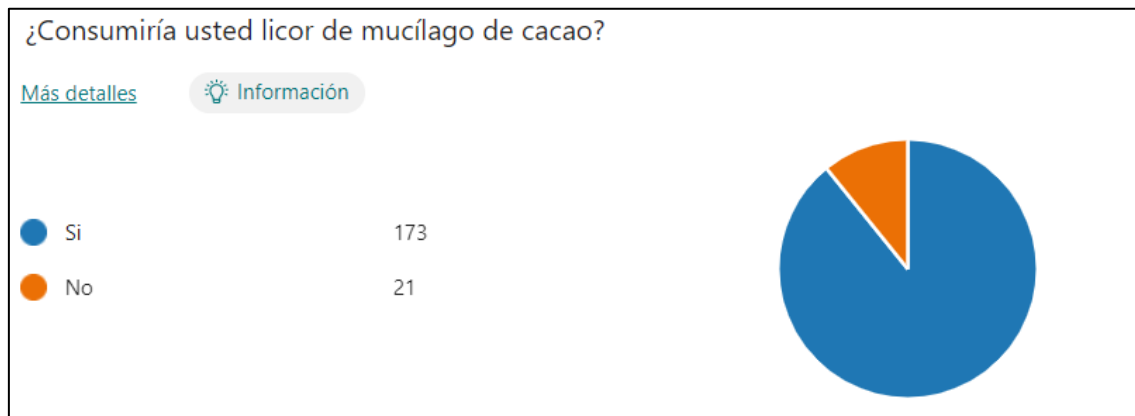 ¿Consumiría usted licor de mucílago de cacao?
Más detalles Información
Si 173
No 21